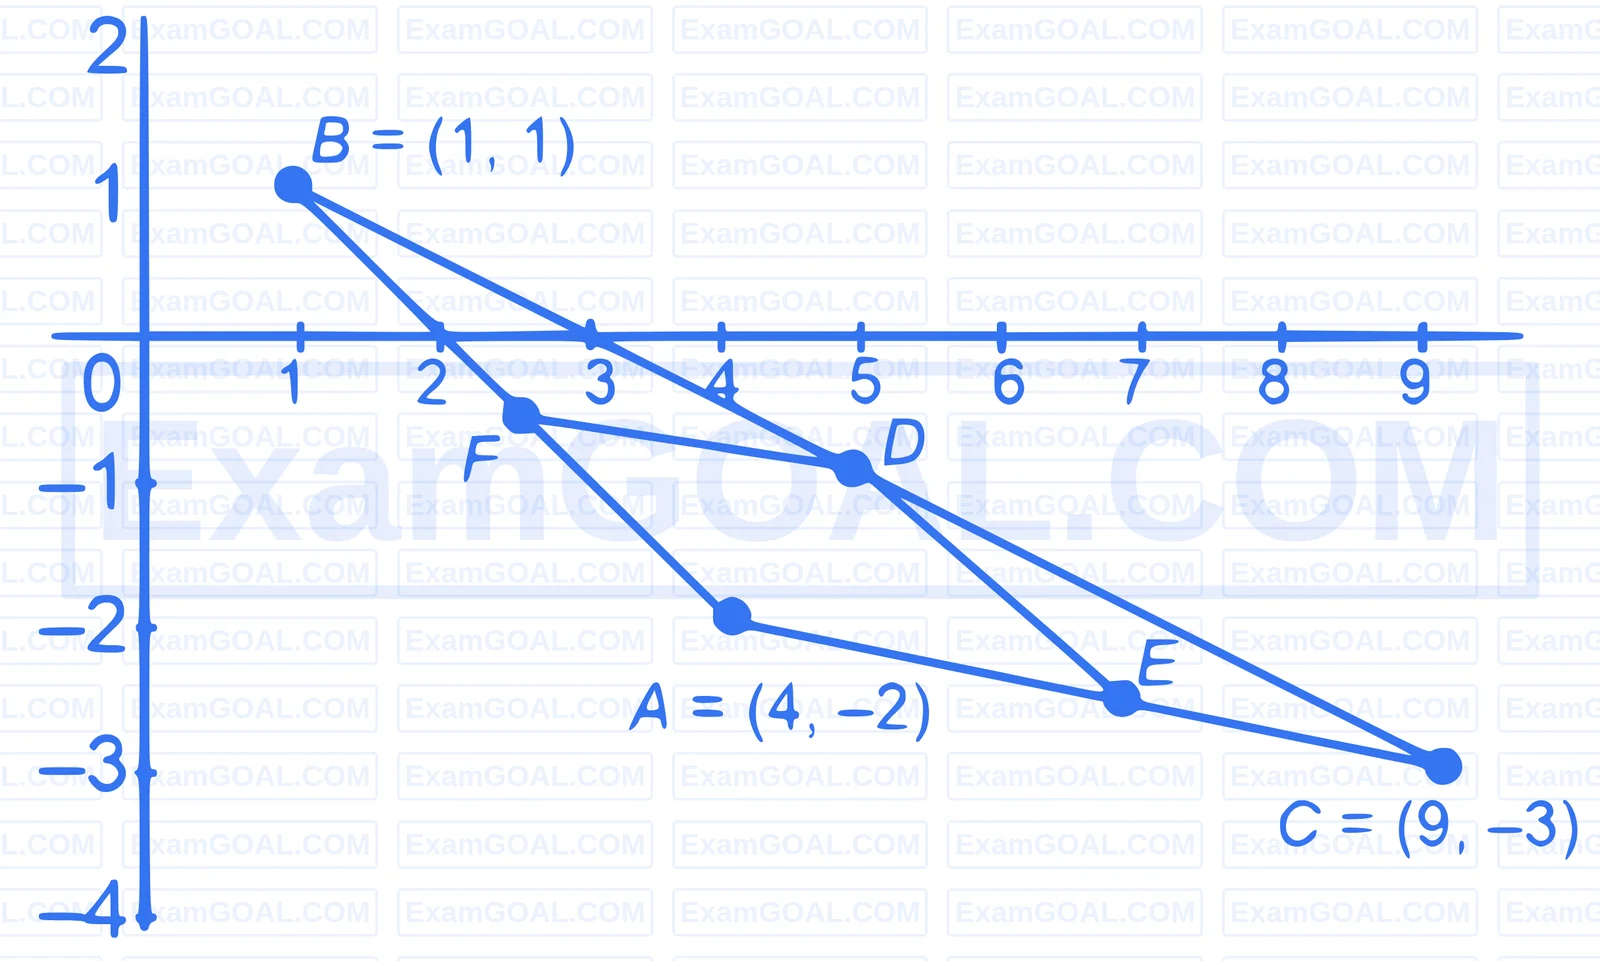 2
B = (1, 1)
1
0
1 2 3 4 5 6 7 8 9
F
D
−1
−2
E
A = (4, −2)
−3
C = (9, −3)
−4
ExamGOAL.COM